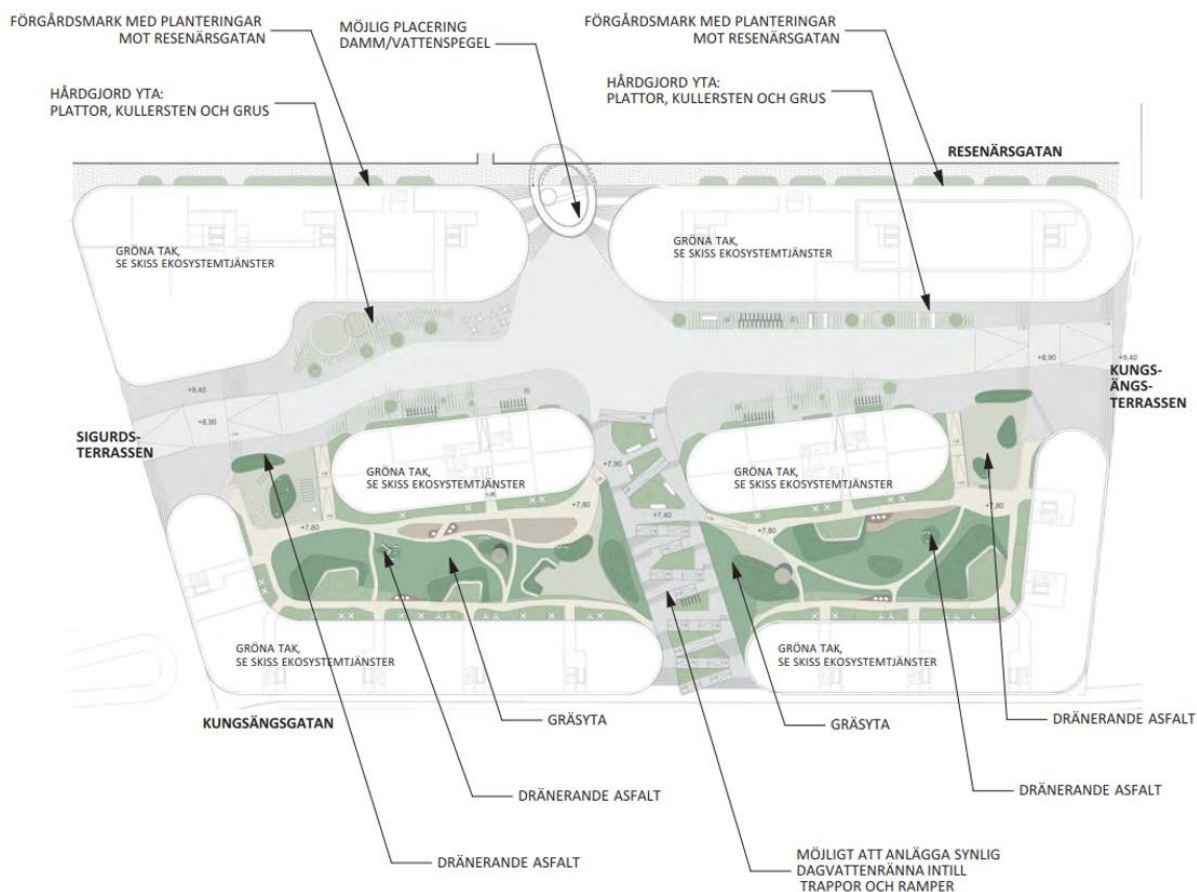 FÖRGÅRDSMARK MED PLANTERINGAR
MOT RESENÄRSGATAN
MÖJLIG PLACERING
DAMM/VATTENSPEGEL
FÖRGÅRDSMARK MED PLANTERINGAR
MOT RESENÄRSGATAN
HÅRDGJORD YTA:
PLATTOR, KULLERSTEN OCH GRUS
HÅRDGJORD YTA:
PLATTOR, KULLERSTEN OCH GRUS
RESENÄRSGATAN
GRÖNA TAK,
SE SKISS EKOSYSTEMTJÄNSTER
GRÖNA TAK,
SE SKISS EKOSYSTEMTJÄNSTER
+8,90
+9,40
KUNGS-
ÄNGS-
TERRASSEN
+9,40
+8,90
SIGURDS-
TERRASSEN
GRÖNA TAK,
SE SKISS EKOSYSTEMTJÄNSTER
+7,90
GRÖNA TAK,
SE SKISS EKOSYSTEMTJÄNSTER
+7,80
+7,80
+7,40
+7,80
+7,80
GRÖNA TAK,
SE SKISS EKOSYSTEMTJÄNSTER
GRÖNA TAK,
SE SKISS EKOSYSTEMTJÄNSTER
KUNGSÄNGSGATAN
GRÄSYTA
GRÄSYTA
DRÄNERANDE ASFALT
DRÄNERANDE ASFALT
DRÄNERANDE ASFALT
DRÄNERANDE ASFALT
MÖJLIGT ATT ANLÄGGA SYNLIG
DAGVATTENRÄNNA INTILL
TRAPPOR OCH RAMPER